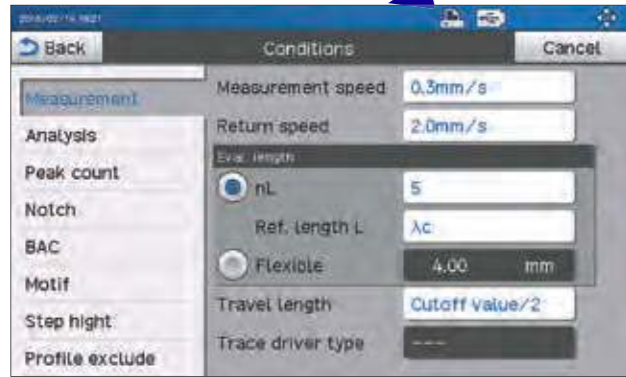 Back Conditions Cancel
Measurement
Measurement speed 0.3mm/s
Analysis
Return speed 2.0mm/s
Eval. length
Peak count
nL 5
Notch
Ref. length L λc
BAC
Flexible 4.00 mm
Motif
Travel length Cutoff value/2
Step hight
Trace driver type ---
Profile exclude